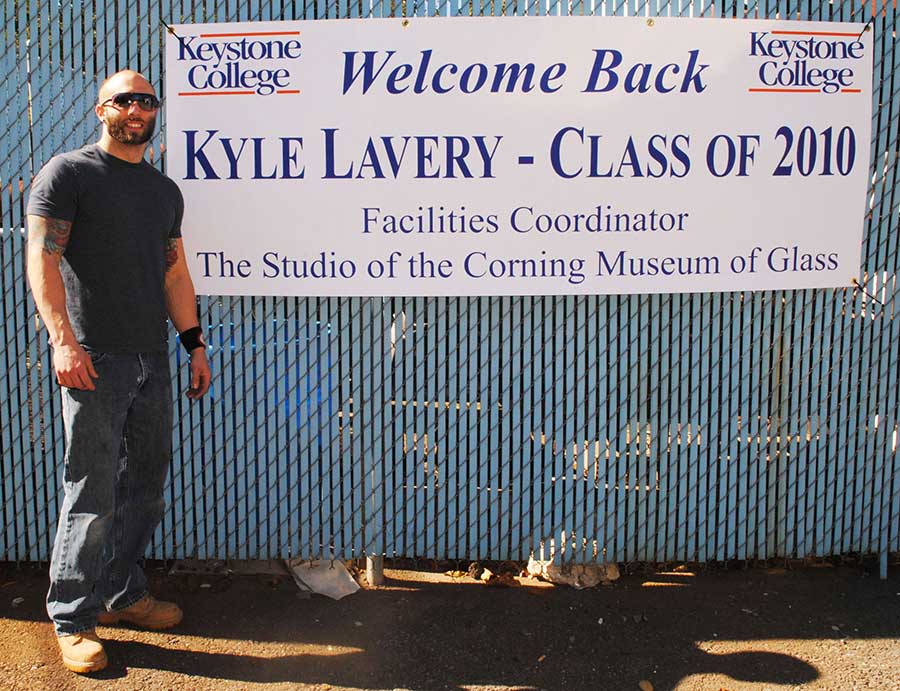 Keystone
College
Welcome Back
Keystone
College
KYLE LAVERY - CLASS OF 2010
Facilities Coordinator
The Studio of the Corning Museum of Glass